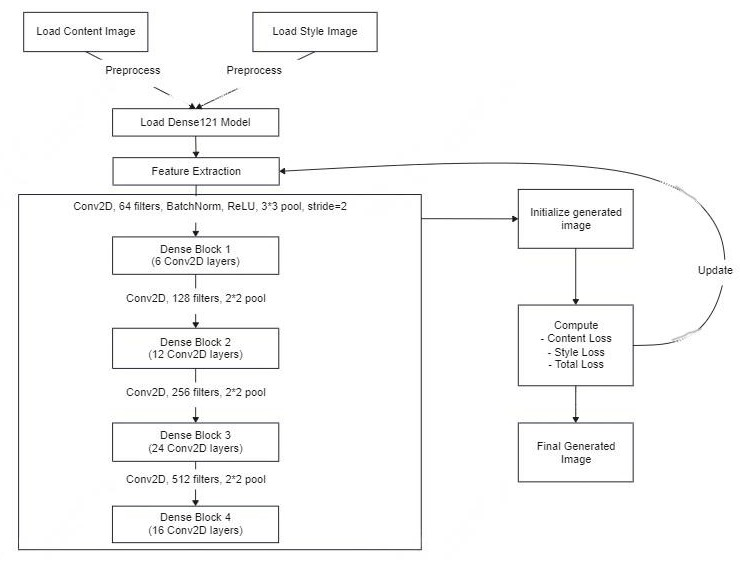 Load Content Image
Load Style Image
Preprocess
Preprocess
Load Dense121 Model
Feature Extraction
Conv2D, 64 filters, BatchNorm, ReLU, 3*3 pool, stride=2
Dense Block 1
(6 Conv2D layers)
Conv2D, 128 filters, 2*2 pool
Dense Block 2
(12 Conv2D layers)
Conv2D, 256 filters, 2*2 pool
Dense Block 3
(24 Conv2D layers)
Conv2D, 512 filters, 2*2 pool
Dense Block 4
(16 Conv2D layers)
Initialize generated
image
Update
Compute
- Content Loss
- Style Loss
- Total Loss
Final Generated
Image